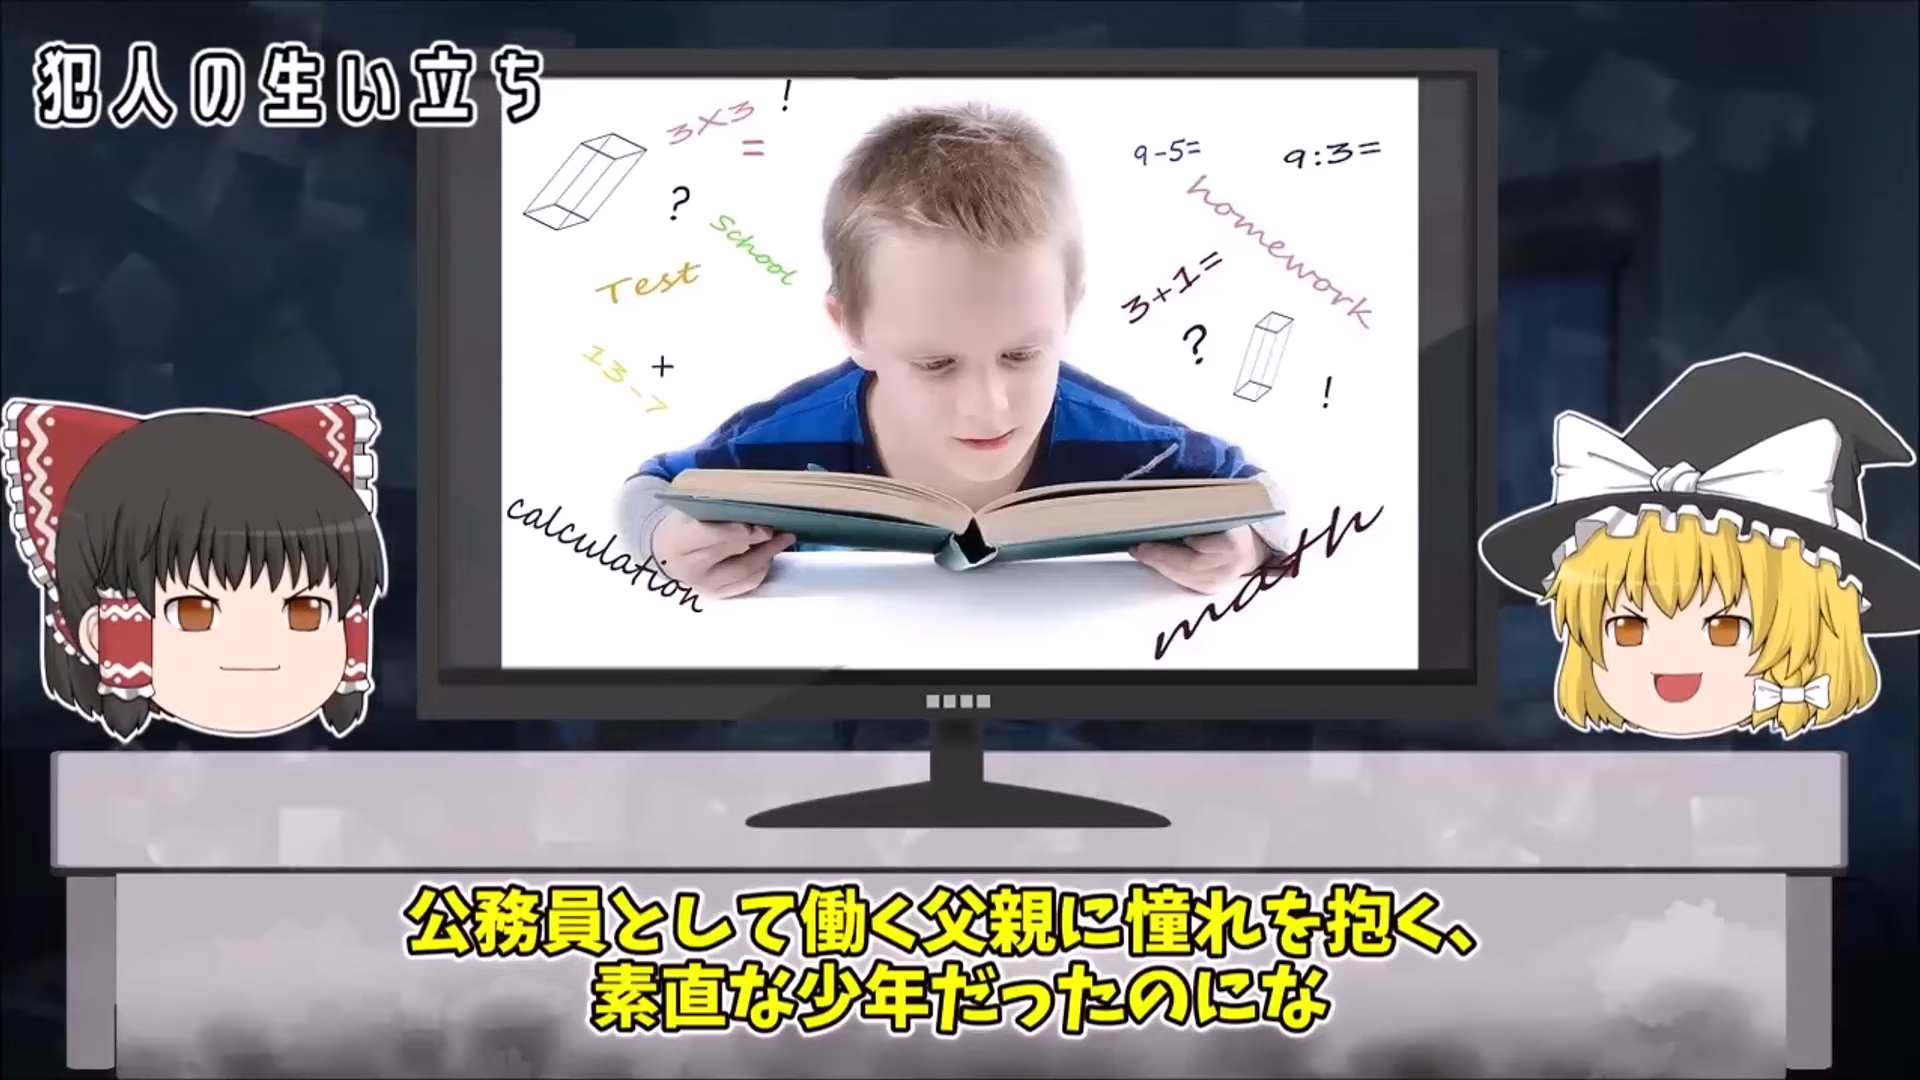 犯人の生い立ち
3×3
=
!
?
School
Test
13-7
+
calculation
9-5=
9:3=
homework
3+1=
?
!
math
公務員として働く父親に憧れを抱く、
素直な少年だったのにな